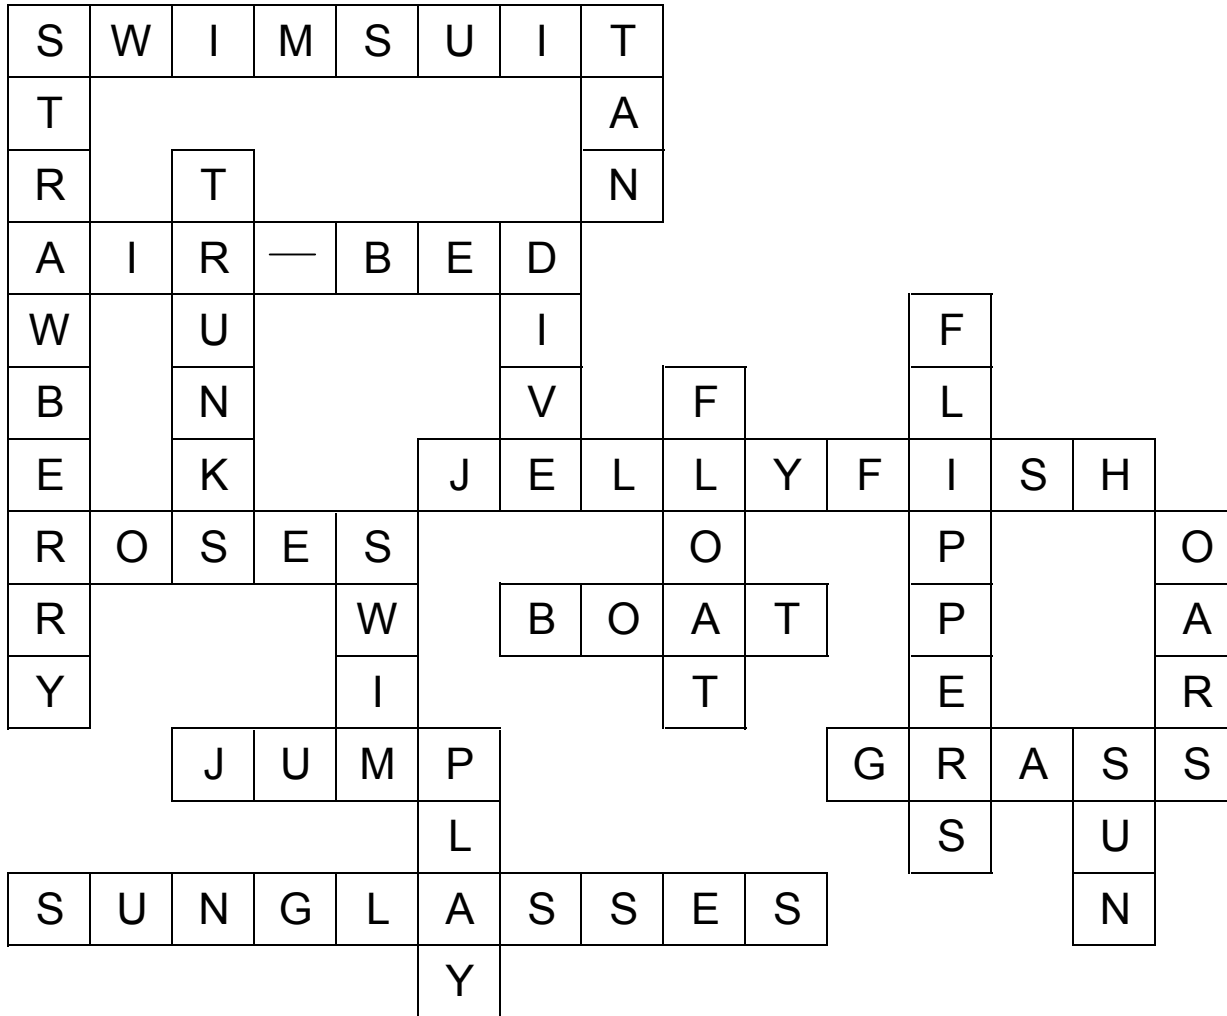 S W I M S U I T
T A
R T N
A I R — B E D
W U I F
B N V F L
E K J E L L Y F I S H
R O S E S O P O
R W B O A T P A
Y I T E R
J U M P G R A S S
L S U
S U N G L A S S E S N
Y